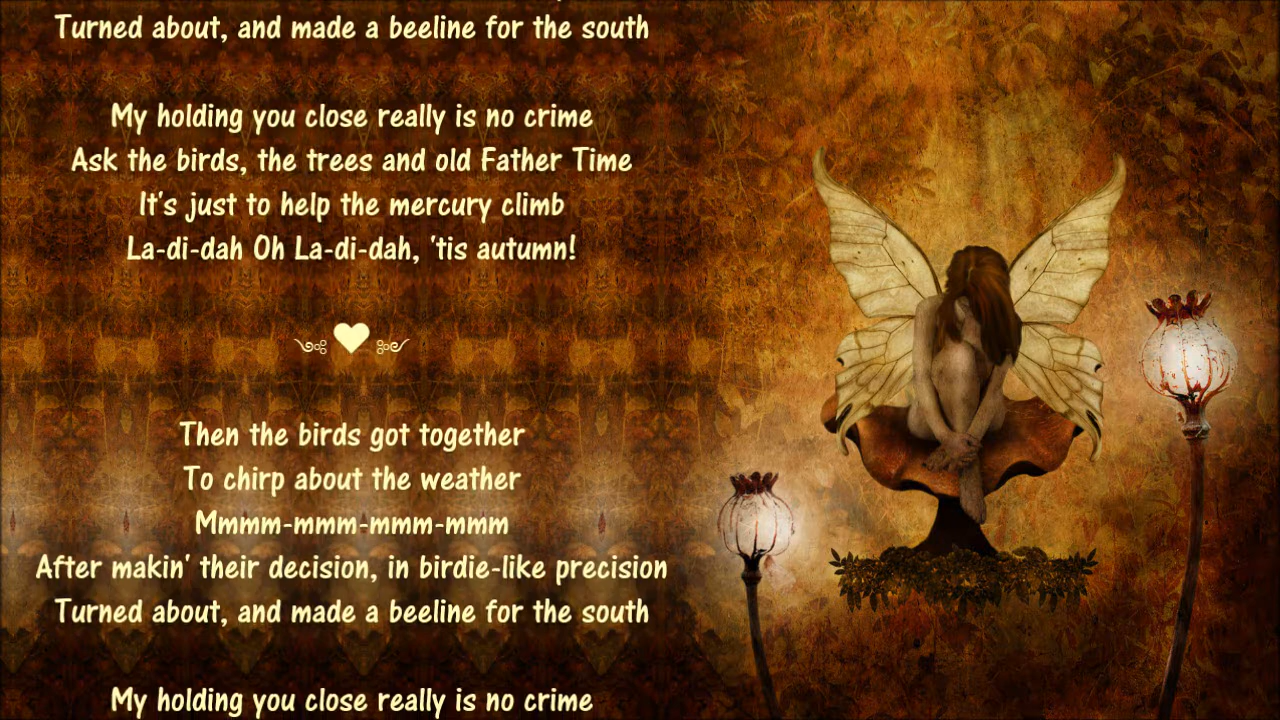 Turned about, and made a beeline for the south
My holding you close really is no crime
Ask the birds, the trees and old Father Time
It's just to help the mercury climb
La-di-dah Oh La-di-dah, 'tis autumn!
Then the birds got together
To chirp about the weather
Mmmm-mmm-mmm-mmm
After makin' their decision, in birdie-like precision
Turned about, and made a beeline for the south
My holding you close really is no crime